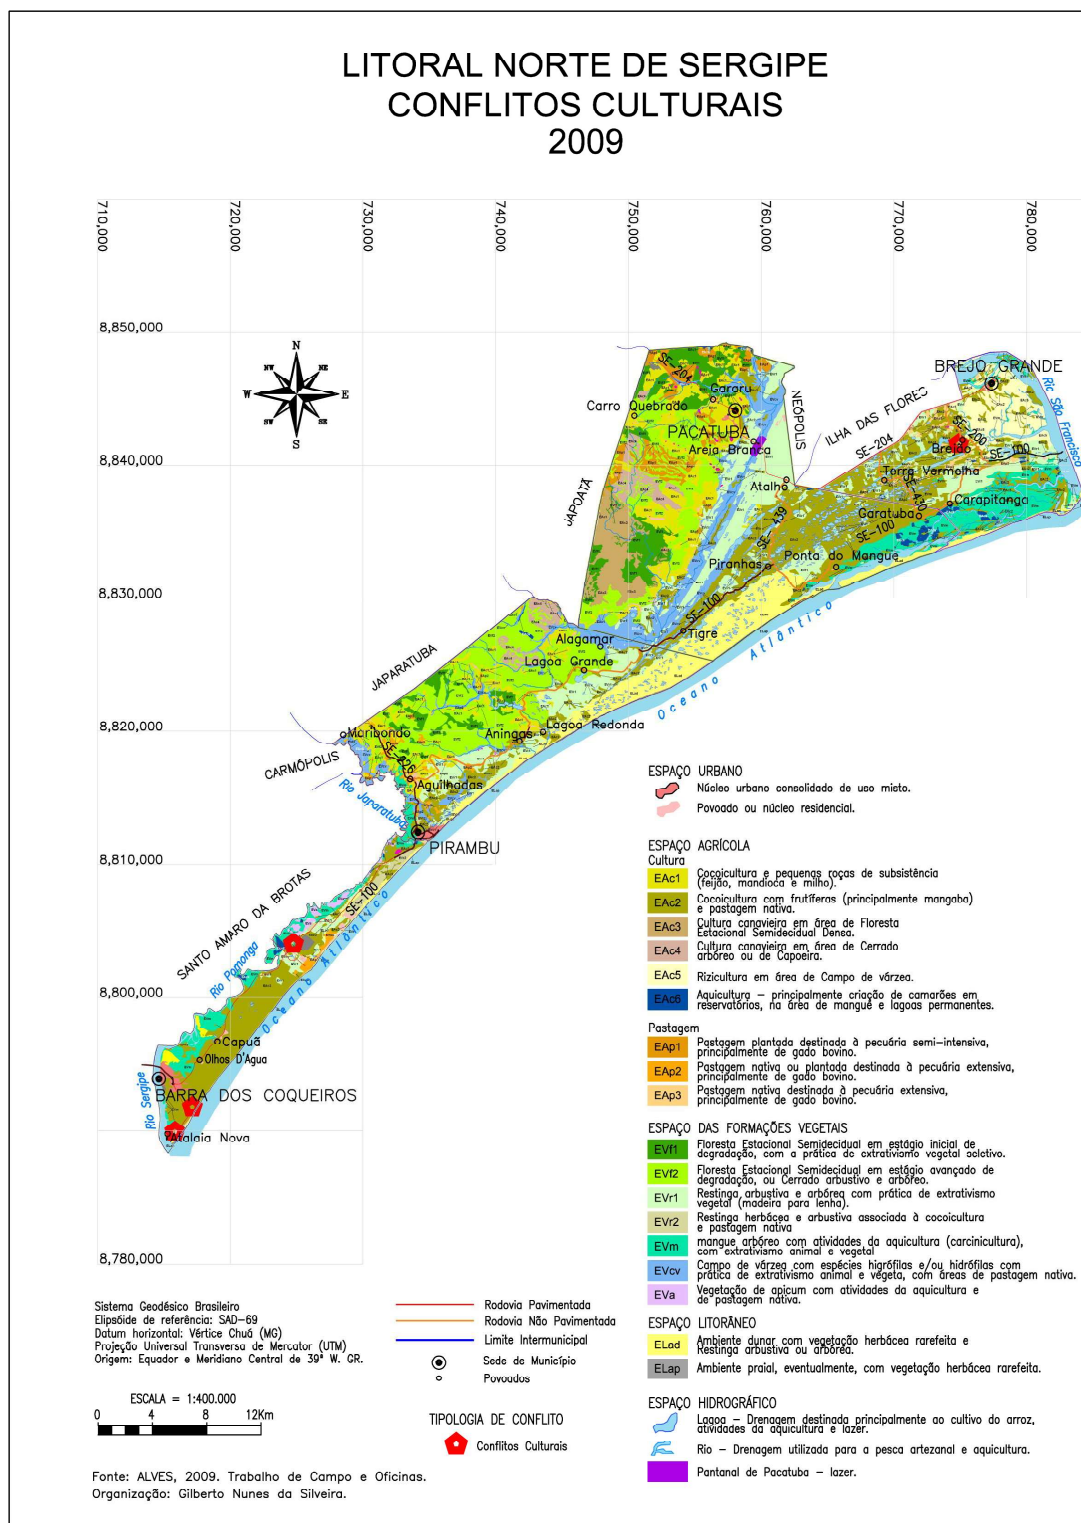 LITORAL NORTE DE SERGIPE
CONFLITOS CULTURAIS
2009
710,000
720,000
730,000
740,000
750,000
760,000
770,000
780,000
8,850,000
8,840,000
8,830,000
8,820,000
8,810,000
8,800,000
8,780,000
N
NE
E
SE
S
SW
W
NW
BREJO GRANDE
Rio São Francisco
SE-204
Gararu
Carro Quebrado
PACATUBA
Areia Branca
NEÓPOLIS
ILHA DAS FLORES
SE-204
SE-200
Brejão
SE-100
Torra Vermelha
Atalho
SE-430
Carapitanga
Garatuba
SE-100
JAPOATÃ
SE-439
Ponta do Mangue
Piranhas
SE-100
Tigre
Alagamar
Lagoa Grande
Oceano Atlântico
JAPARATUBA
Lagoa Redonda
Aningas
Maribondo
SE-226
CARMÓPOLIS
Aguilhadas
Rio Japaratuba
PIRAMBU
SE-100
SANTO AMARO DA BROTAS
Rio Pomonga
Oceano Atlântico
Capuã
Olhos D'Agua
BARRA DOS COQUEIROS
Rio Sergipe
Atalaia Nova
ESPAÇO URBANO
Núcleo urbano consolidado de uso misto.
Povoado ou núcleo residencial.
ESPAÇO AGRÍCOLA
Cultura
EAc1 Cocoicultura e pequenas roças de subsistência
(feijão, mandioca e milho).
EAc2 Cocoicultura com frutíferas (principalmente mangaba)
e pastagem nativa.
EAc3 Cultura canavieira em área de Floresta
Estacional Semidecidual Densa.
EAc4 Cultura canavieira em área de Cerrado
arbóreo ou de Capoeira.
EAc5 Rizicultura em área de Campo de várzea.
EAc6 Aquicultura – principalmente criação de camarões em
reservatórios, na área de mangue e lagoas permanentes.
Pastagem
EAp1 Pastagem plantada destinada à pecuária semi-intensiva,
principalmente de gado bovino.
EAp2 Pastagem nativa ou plantada destinada à pecuária extensiva,
principalmente de gado bovino.
EAp3 Pastagem nativa destinada à pecuária extensiva,
principalmente de gado bovino.
ESPAÇO DAS FORMAÇÕES VEGETAIS
EVf1 Floresta Estacional Semidecidual em estágio inicial de
degradação, com a prática de extrativismo vegetal seletivo.
EVf2 Floresta Estacional Semidecidual em estágio avançado de
degradação, ou Cerrado arbustivo e arbóreo.
EVr1 Restinga arbustiva e arbórea com prática de extrativismo
vegetal (madeira para lenha).
EVr2 Restinga herbácea e arbustiva associada à cocoicultura
e pastagem nativa
EVm mangue arbóreo com atividades da aquicultura (carcinicultura),
com extrativismo animal e vegetal
EVcv Campo de várzea com espécies higrófilas e/ou hidrófilas com
prática de extrativismo animal e végeta, com áreas de pastagem nativa.
EVa Vegetação de apicum com atividades da aquicultura e
de pastagem nativa.
ESPAÇO LITORÂNEO
ELad Ambiente dunar com vegetação herbácea rarefeita e
Restinga arbustiva ou arbórea.
ELap Ambiente praial, eventualmente, com vegetação herbácea rarefeita.
ESPAÇO HIDROGRÁFICO
Lagoa – Drenagem destinada principalmente ao cultivo do arroz,
atividades da aquicultura e lazer.
Rio – Drenagem utilizada para a pesca artezanal e aquicultura.
Pantanal de Pacatuba – lazer.
Sistema Geodésico Brasileiro
Elipsóide de referência: SAD-69
Datum horizontal: Vértice Chuá (MG)
Projeção Universal Transversa de Mercator (UTM)
Origem: Equador e Meridiano Central de 39º W. GR.
ESCALA = 1:400.000
0 4 8 12Km
Rodovia Pavimentada
Rodovia Não Pavimentada
Limite Intermunicipal
Sede de Município
Povoados
TIPOLOGIA DE CONFLITO
Conflitos Culturais
Fonte: ALVES, 2009. Trabalho de Campo e Oficinas.
Organização: Gilberto Nunes da Silveira.